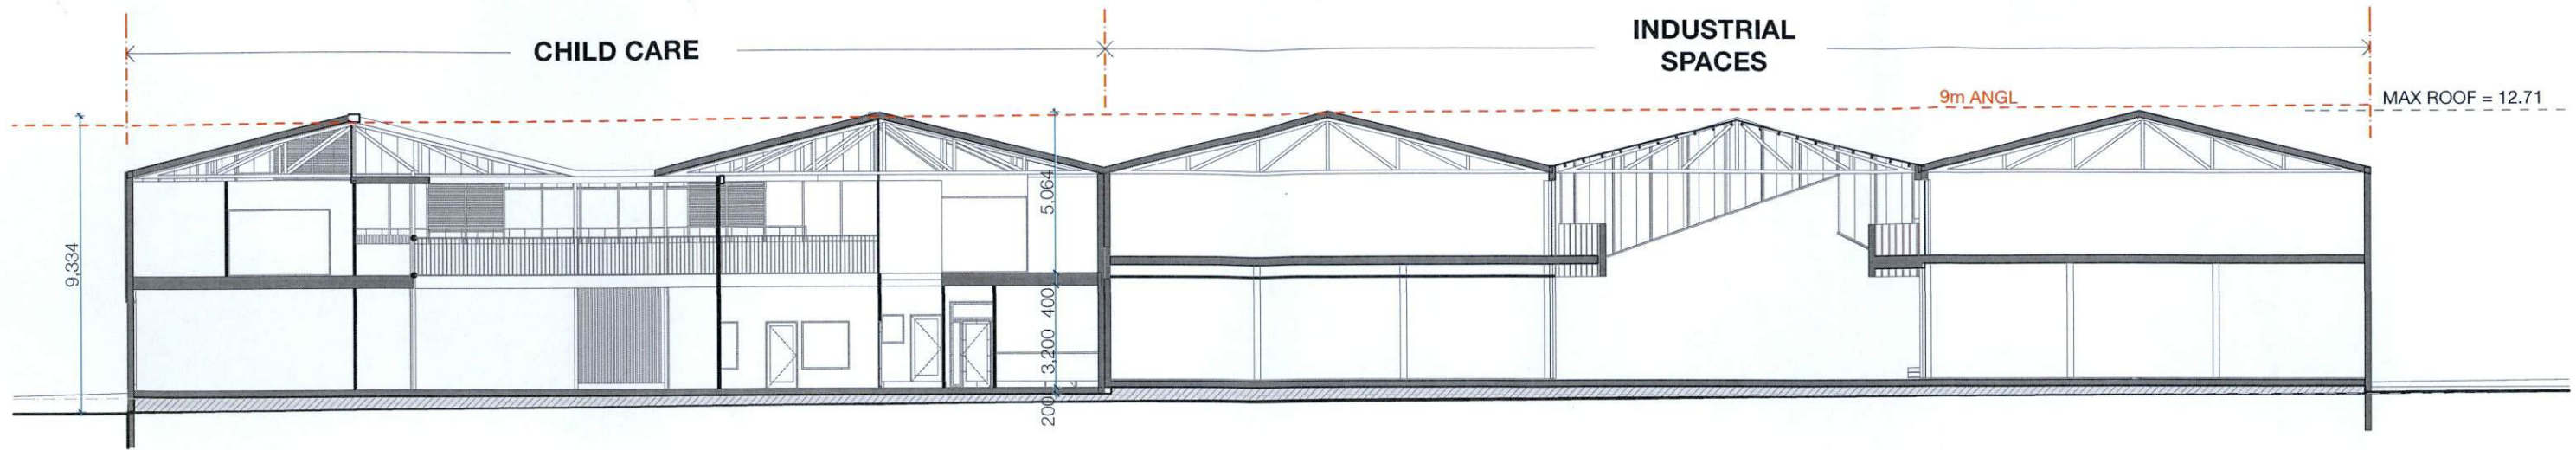 CHILD CARE
INDUSTRIAL
SPACES
9m ANGL
MAX ROOF = 12.71
9,334
5,064
400
3,200
200